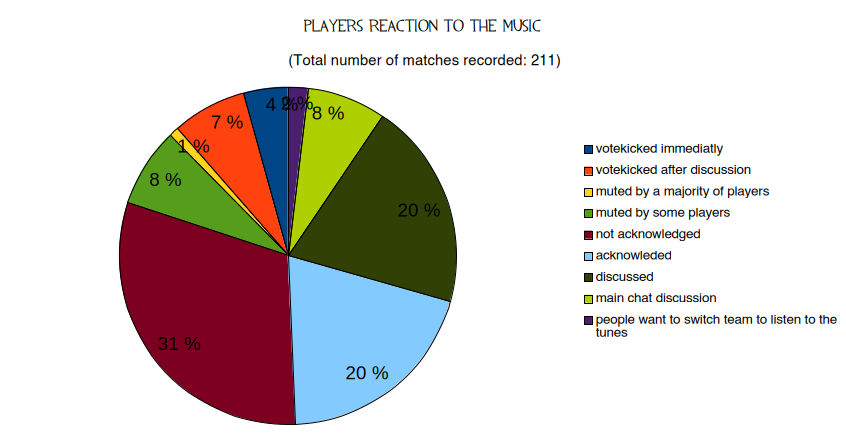 PLAYERS REACTION TO THE MUSIC
(Total number of matches recorded: 211)
4 %
2 %
8 %
7 %
1 %
8 %
20 %
31 %
20 %
votekicked immediatly
votekicked after discussion
muted by a majority of players
muted by some players
not acknowledged
acknowleded
discussed
main chat discussion
people want to switch team to listen to the
tunes